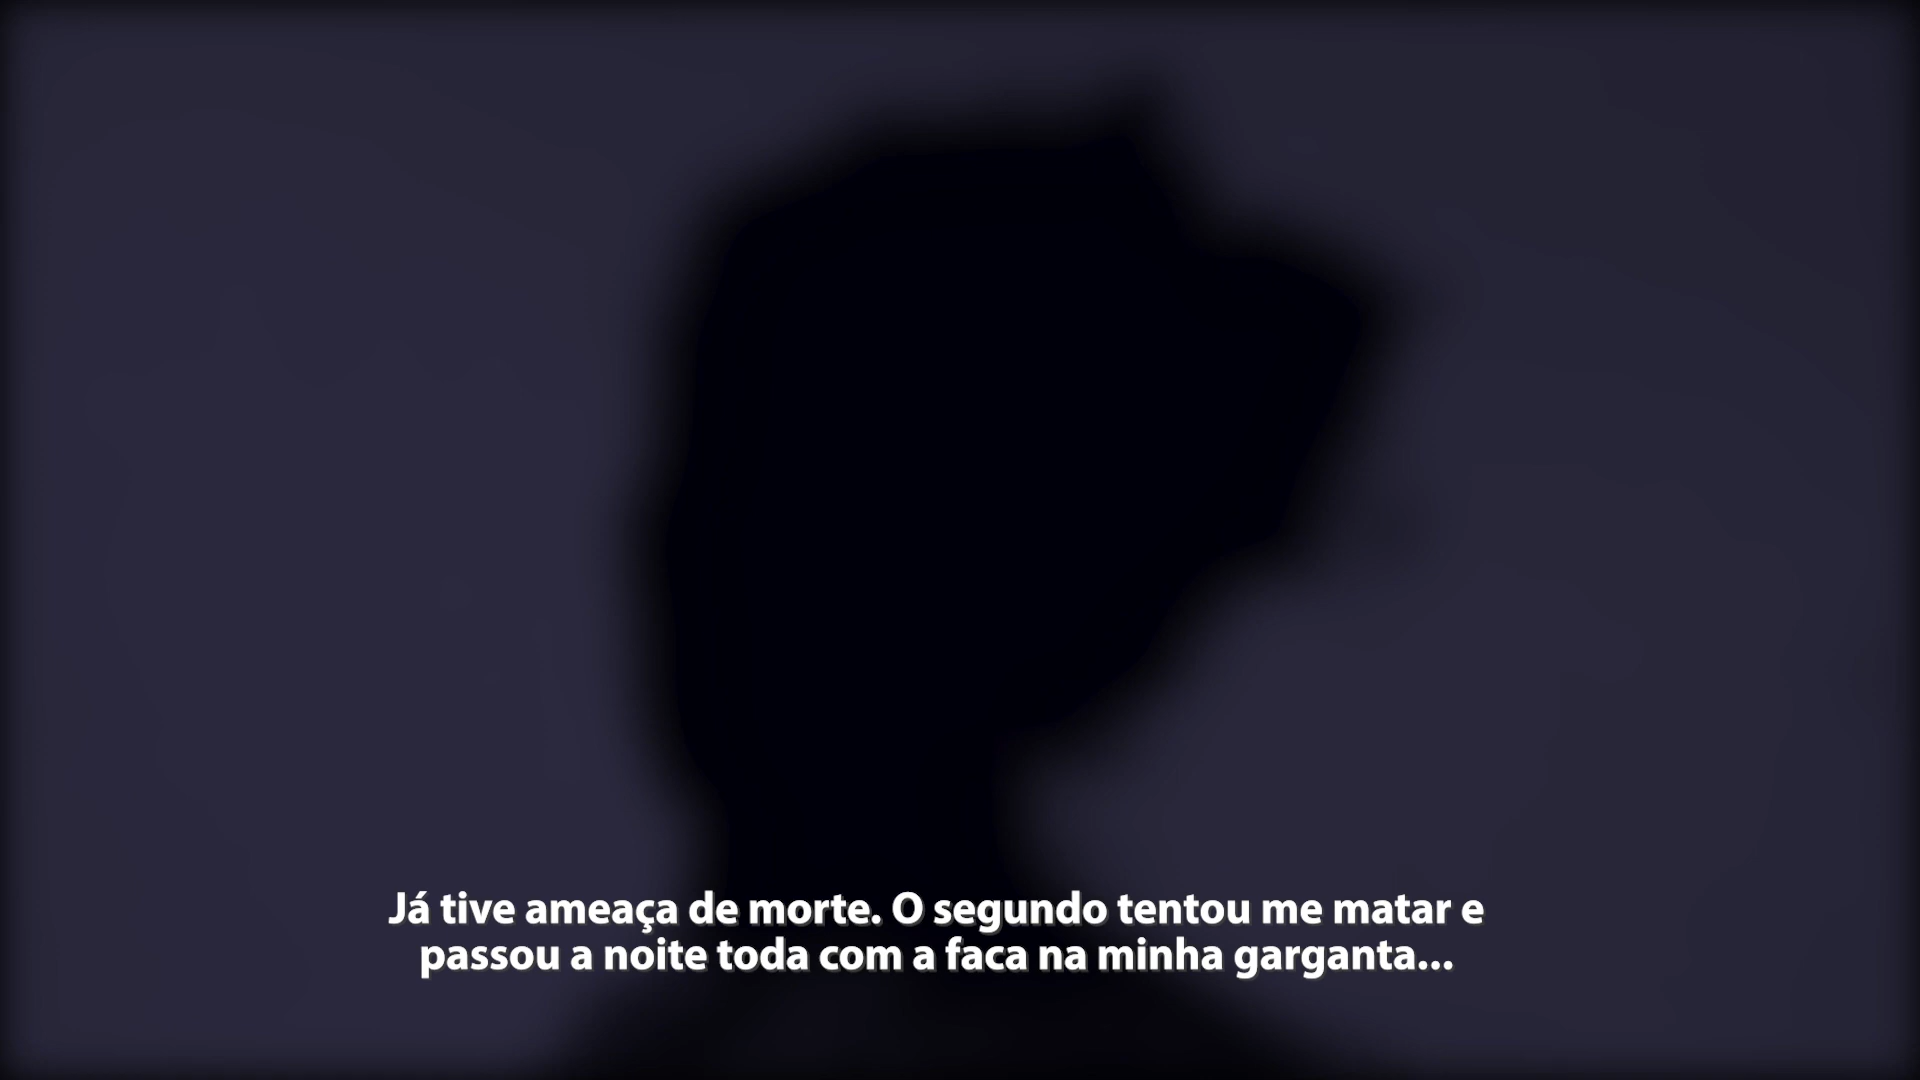 Já tive ameaça de morte. O segundo tentou me matar e
passou a noite toda com a faca na minha garganta...